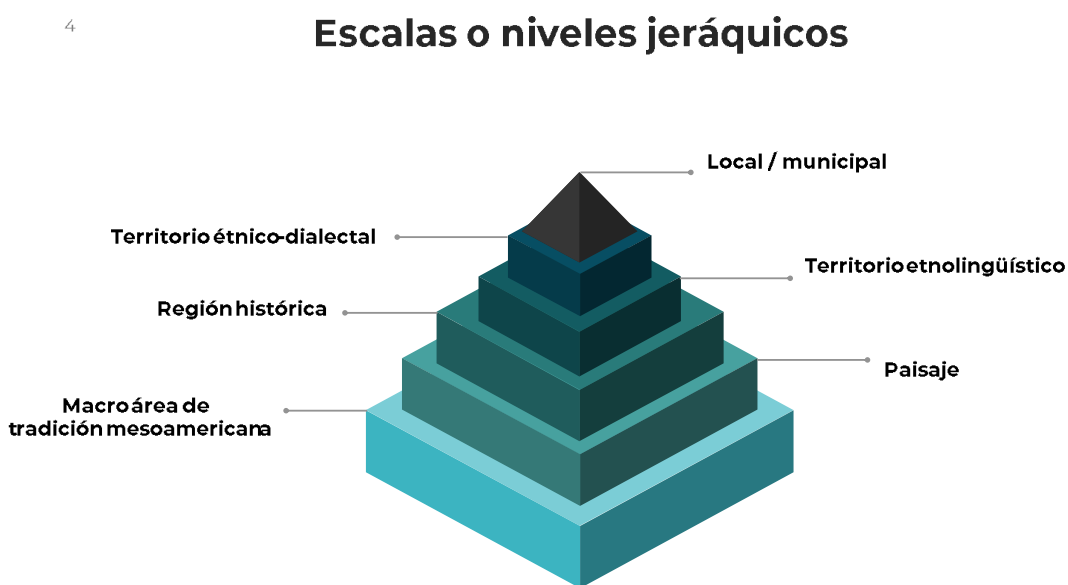 4
Escalas o niveles jeráquicos
Local / municipal
Territorio étnico-dialectal
Territorio etnolingüístico
Región histórica
Paisaje
Macro área de
tradición mesoamericana